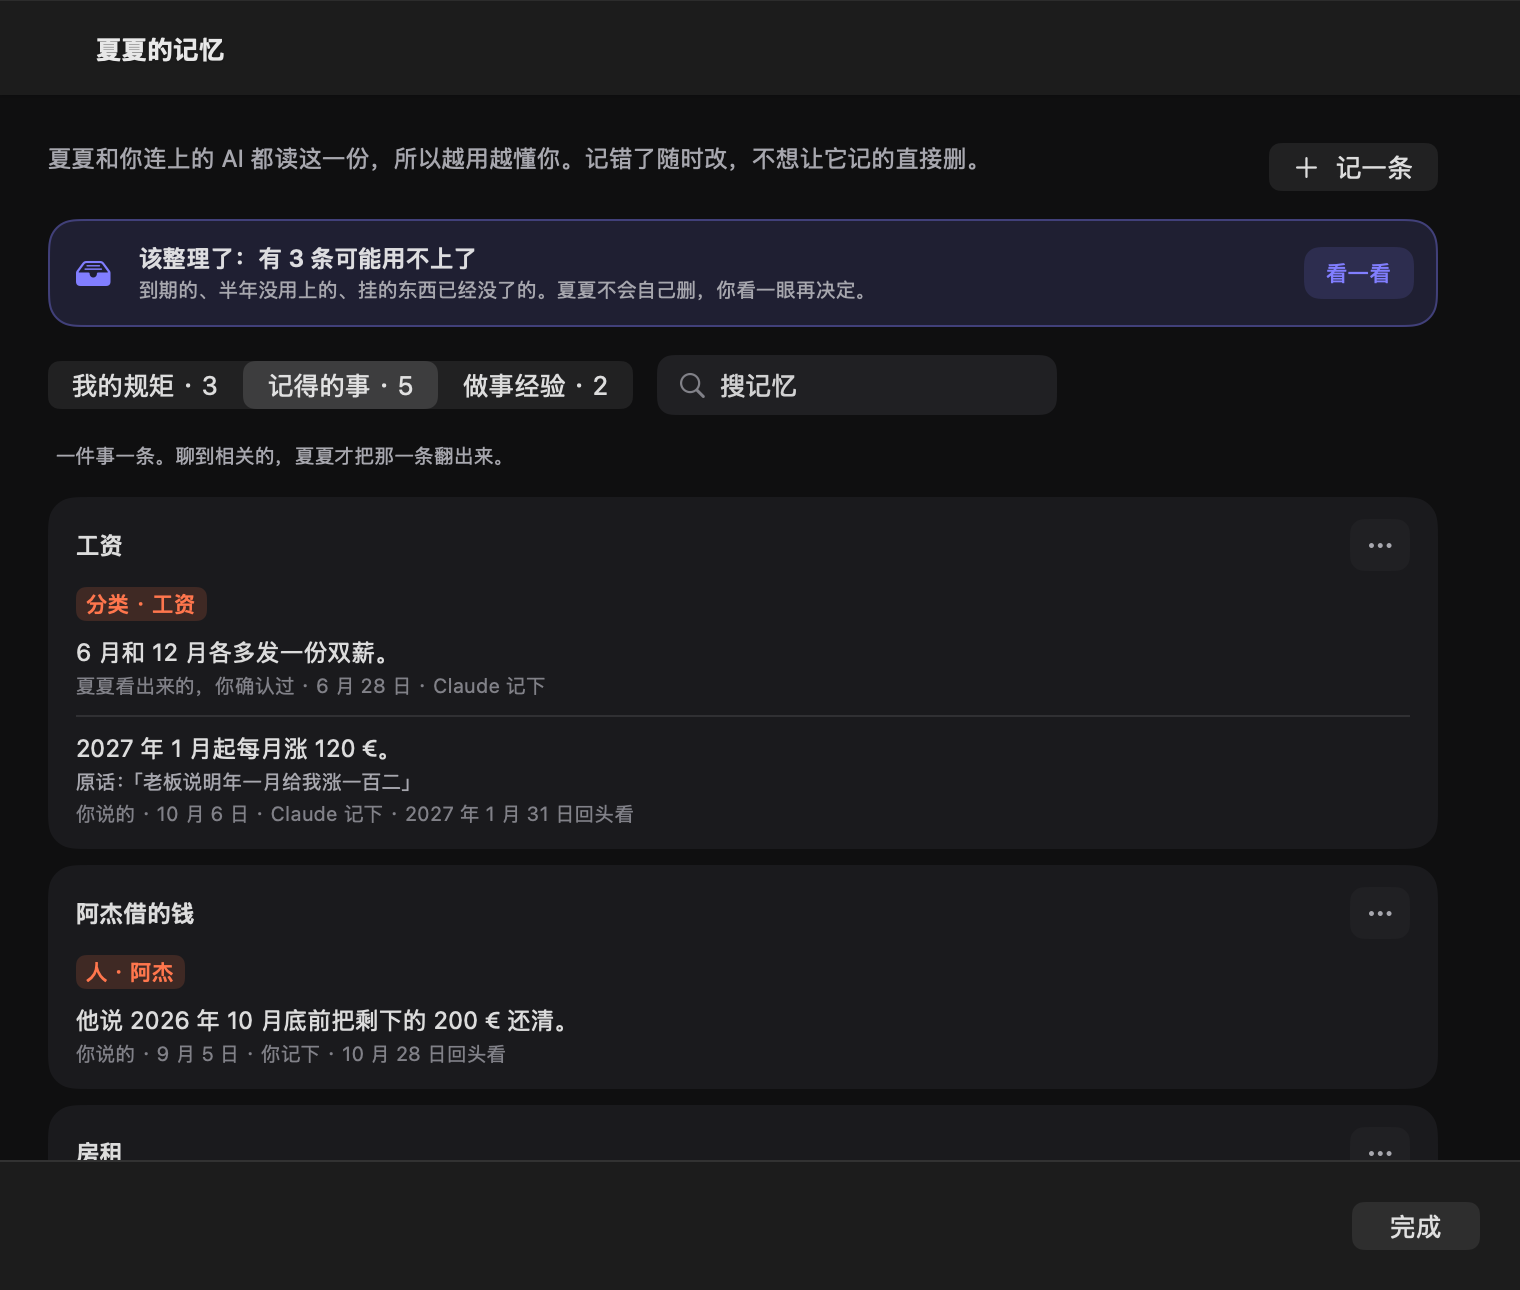 夏夏的记忆
夏夏和你连上的 AI 都读这一份，所以越用越懂你。记错了随时改，不想让它记的直接删。
＋ 记一条
该整理了：有 3 条可能用不上了
到期的、半年没用上的、挂的东西已经没了的。夏夏不会自己删，你看一眼再决定。
看一看
我的规矩 · 3
记得的事 · 5
做事经验 · 2
搜记忆
一件事一条。聊到相关的，夏夏才把那一条翻出来。
工资
分类 · 工资
6 月和 12 月各多发一份双薪。
夏夏看出来的，你确认过 · 6 月 28 日 · Claude 记下
2027 年 1 月起每月涨 120 €。
原话：「老板说明年一月给我涨一百二」
你说的 · 10 月 6 日 · Claude 记下 · 2027 年 1 月 31 日回头看
阿杰借的钱
人 · 阿杰
他说 2026 年 10 月底前把剩下的 200 € 还清。
你说的 · 9 月 5 日 · 你记下 · 10 月 28 日回头看
房租
完成